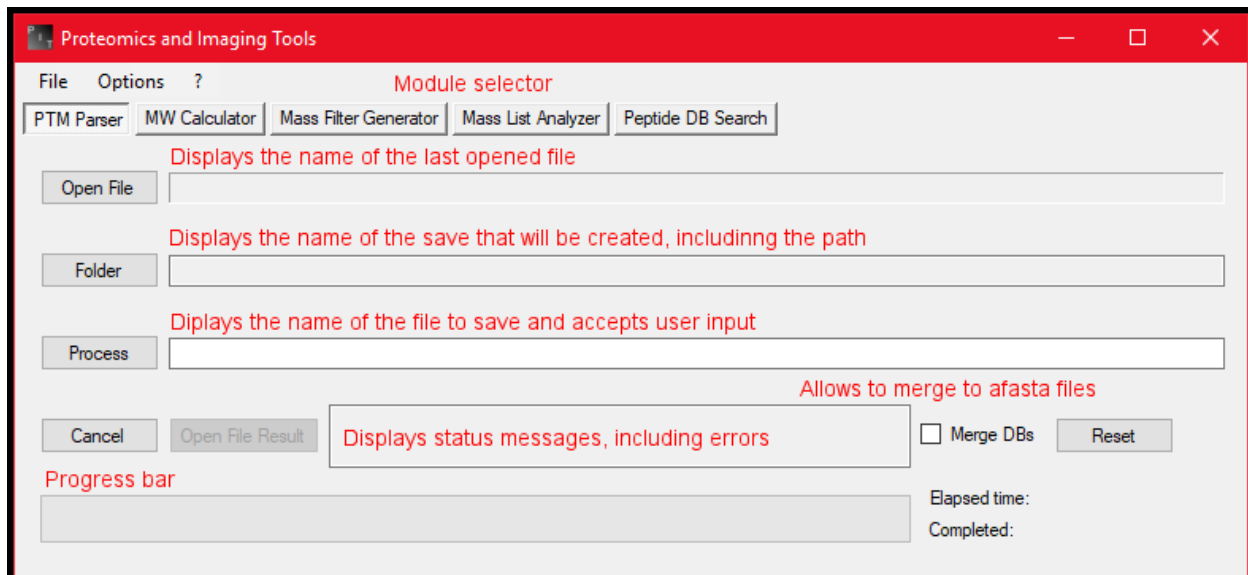 PIT Proteomics and Imaging Tools
File Options ?
Module selector
PTM Parser MW Calculator Mass Filter Generator Mass List Analyzer Peptide DB Search
Displays the name of the last opened file
Open File
Displays the name of the save that will be created, includinng the path
Folder
Diplays the name of the file to save and accepts user input
Process
Allows to merge to afasta files
Cancel Open File Result Displays status messages, including errors Merge DBs Reset
Progress bar
Elapsed time:
Completed: